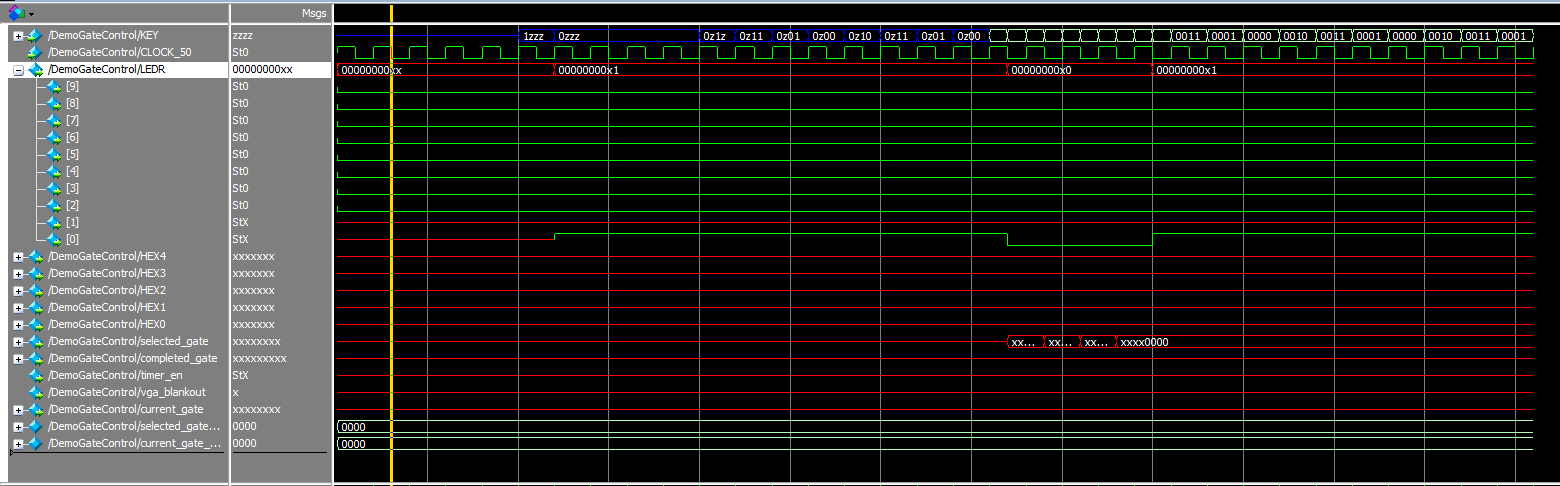 Msgs
/DemoGateControl/KEY zzzz 1zzz 0zzz 0z1z 0z11 0z01 0z00 0z10 0z11 0z01 0z00 0011 0001 0000 0010 0011 0001 0000 0010 0011 0001
/DemoGateControl/CLOCK_50 St0
/DemoGateControl/LEDR 00000000xx 00000000xx 00000000x1 00000000x0 00000000x1
[9] St0
[8] St0
[7] St0
[6] St0
[5] St0
[4] St0
[3] St0
[2] St0
[1] StX
[0] StX
/DemoGateControl/HEX4 xxxxxxx
/DemoGateControl/HEX3 xxxxxxx
/DemoGateControl/HEX2 xxxxxxx
/DemoGateControl/HEX1 xxxxxxx
/DemoGateControl/HEX0 xxxxxxx
/DemoGateControl/selected_gate xxxxxxxx xx... xx... xx... xxxx0000
/DemoGateControl/completed_gate xxxxxxxxx
/DemoGateControl/timer_en StX
/DemoGateControl/vga_blankout x
/DemoGateControl/current_gate xxxxxxxx
/DemoGateControl/selected_gate... 0000 0000
/DemoGateControl/current_gate_... 0000 0000